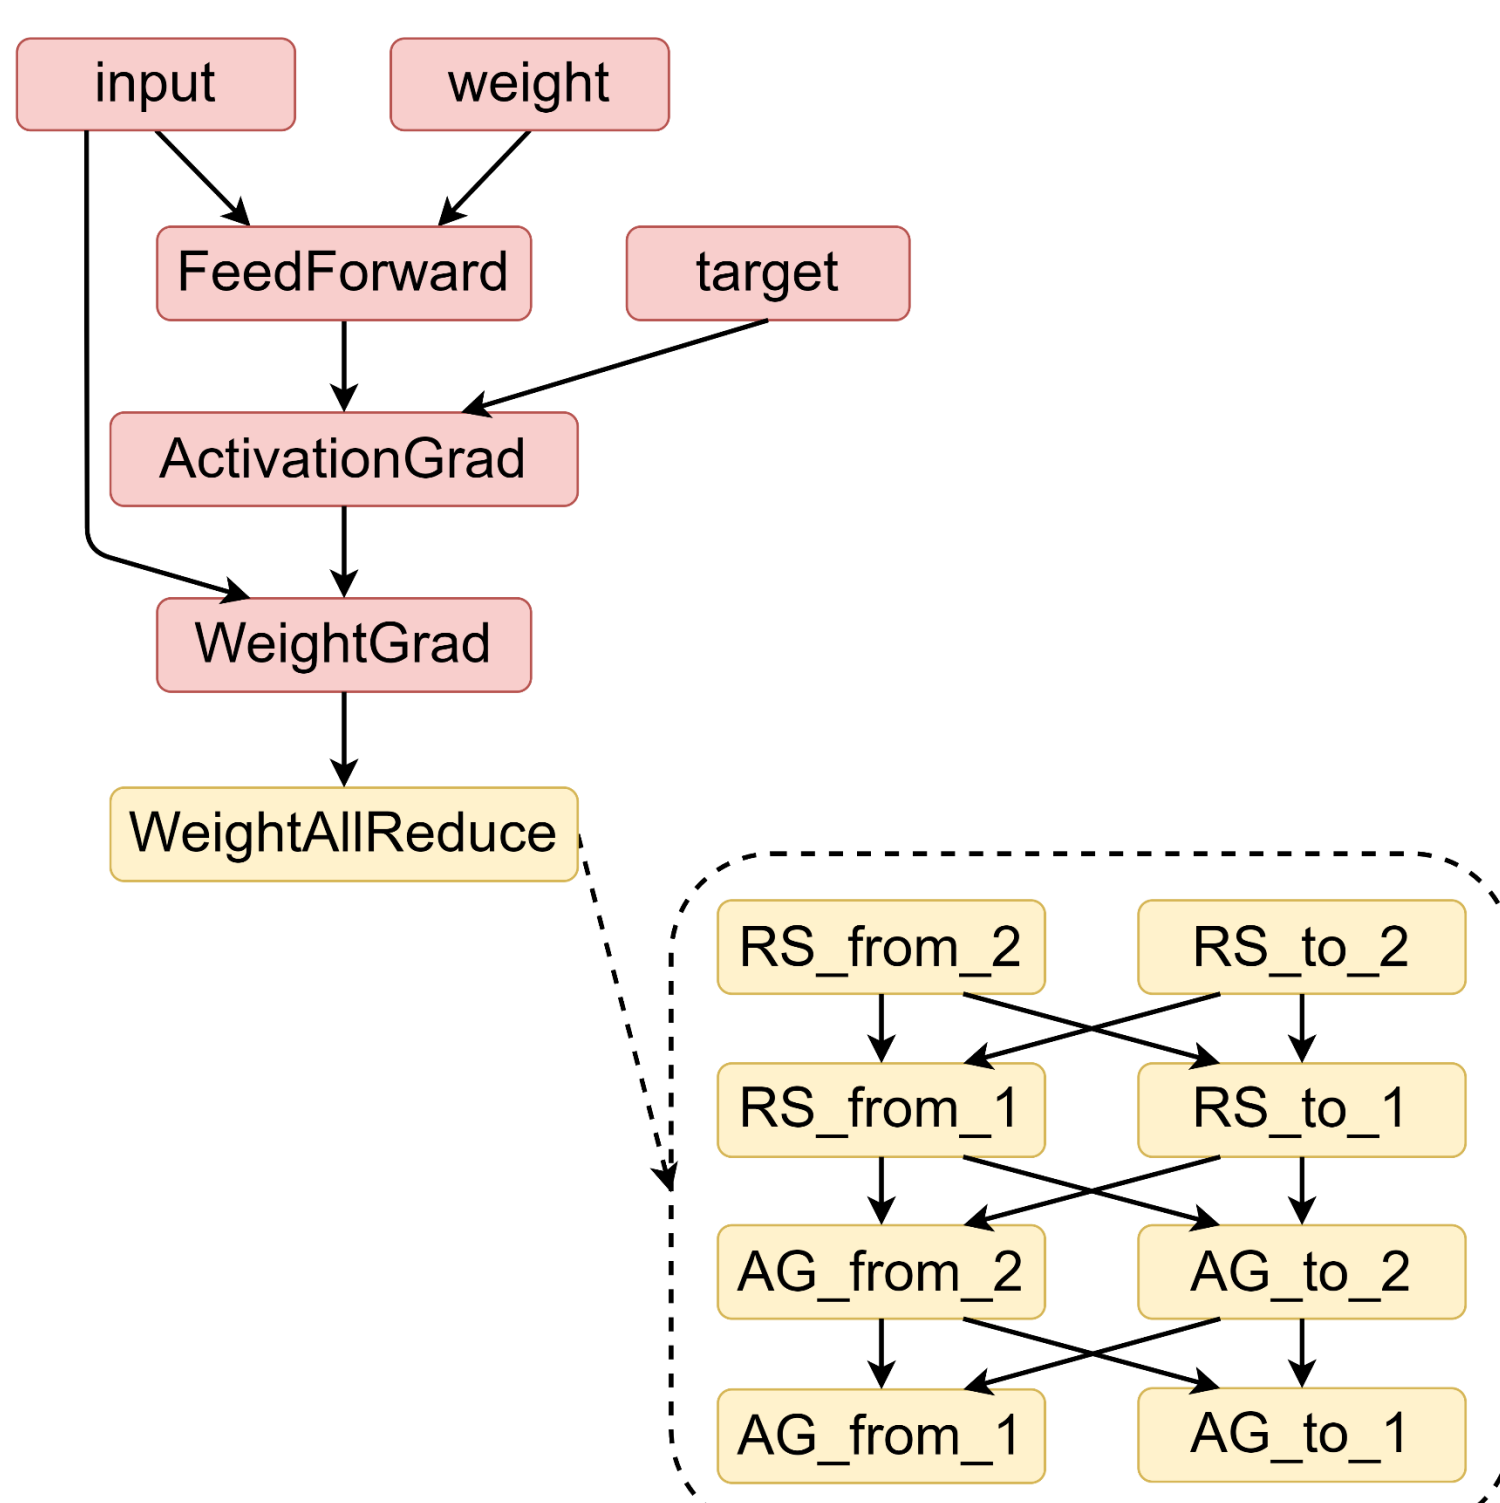 input
weight
FeedForward
target
ActivationGrad
WeightGrad
WeightAllReduce
RS_from_2
RS_to_2
RS_from_1
RS_to_1
AG_from_2
AG_to_2
AG_from_1
AG_to_1